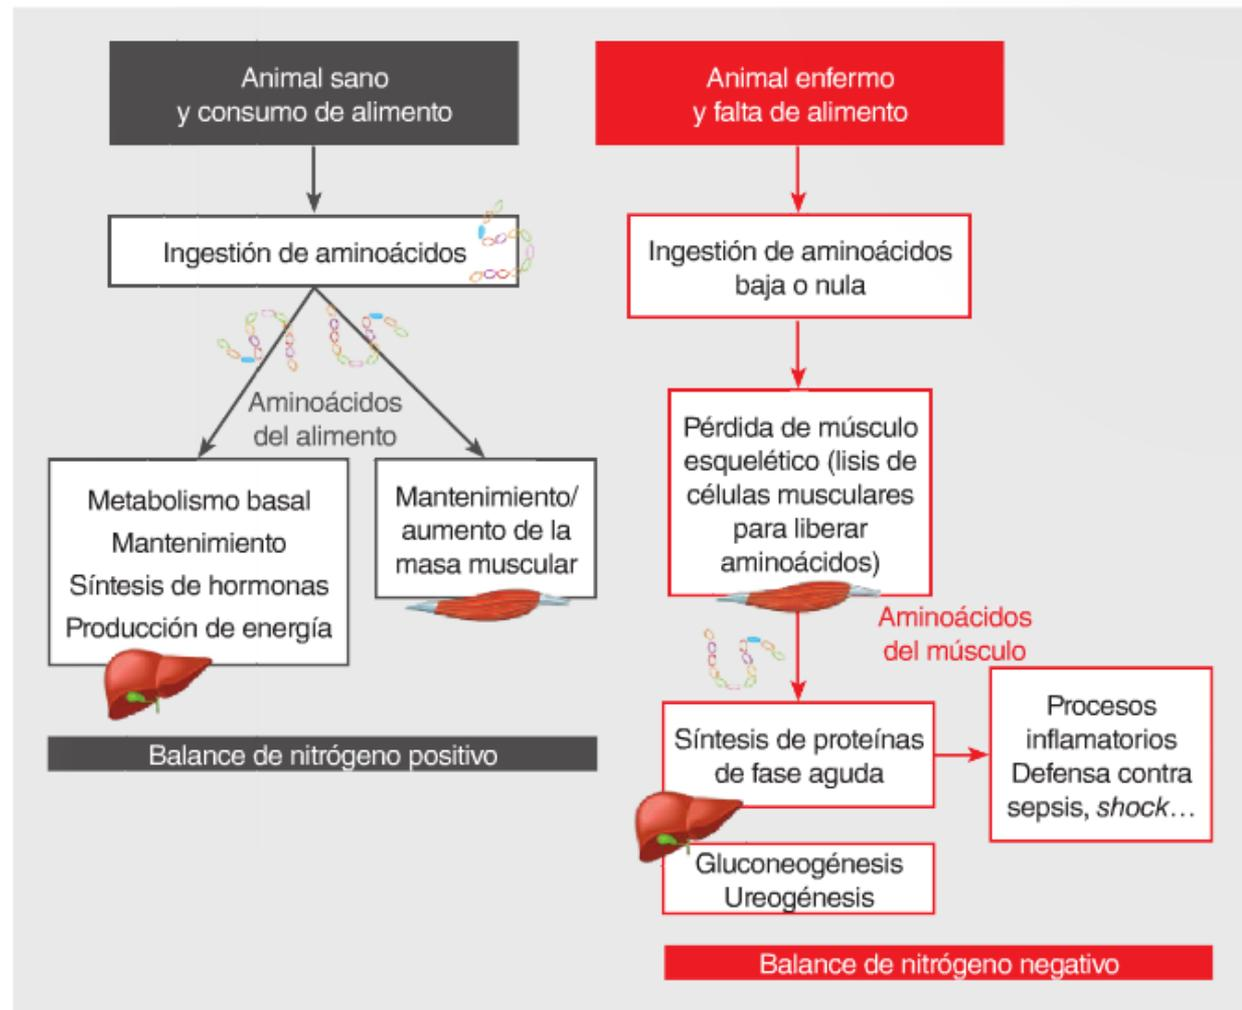 Animal sano
y consumo de alimento
Ingestión de aminoácidos
Aminoácidos
del alimento
Metabolismo basal
Mantenimiento
Síntesis de hormonas
Producción de energía
Mantenimiento/
aumento de la
masa muscular
Balance de nitrógeno positivo
Animal enfermo
y falta de alimento
Ingestión de aminoácidos
baja o nula
Pérdida de músculo
esquelético (lisis de
células musculares
para liberar
aminoácidos)
Aminoácidos
del músculo
Síntesis de proteínas
de fase aguda
Procesos
inflamatorios
Defensa contra
sepsis, shock…
Gluconeogénesis
Ureogénesis
Balance de nitrógeno negativo